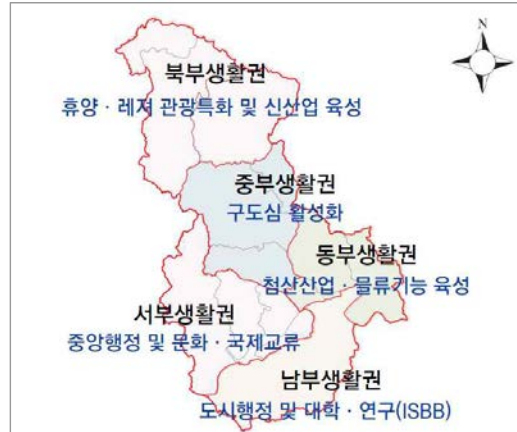 N
북부생활권
휴양 · 레져 관광특화 및 신산업 육성
중부생활권
구도심 활성화
동부생활권
첨산산업 · 물류기능 육성
서부생활권
중앙행정 및 문화 · 국제교류
남부생활권
도시행정 및 대학 · 연구(ISBB)